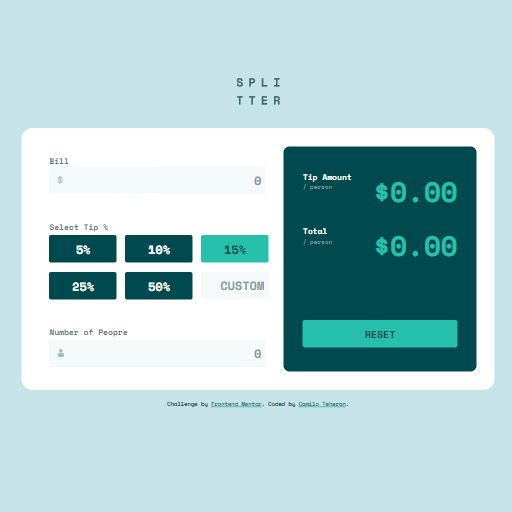 SPLI
TTER
Bill
$ 0
Select Tip %
5% 10% 15%
25% 50% CUSTOM
Number of Peopre
0
Tip Amount
/ person
$0.00
Total
/ person
$0.00
RESET
Challenge by Frontend Mentor. Coded by Camilo Teheran.